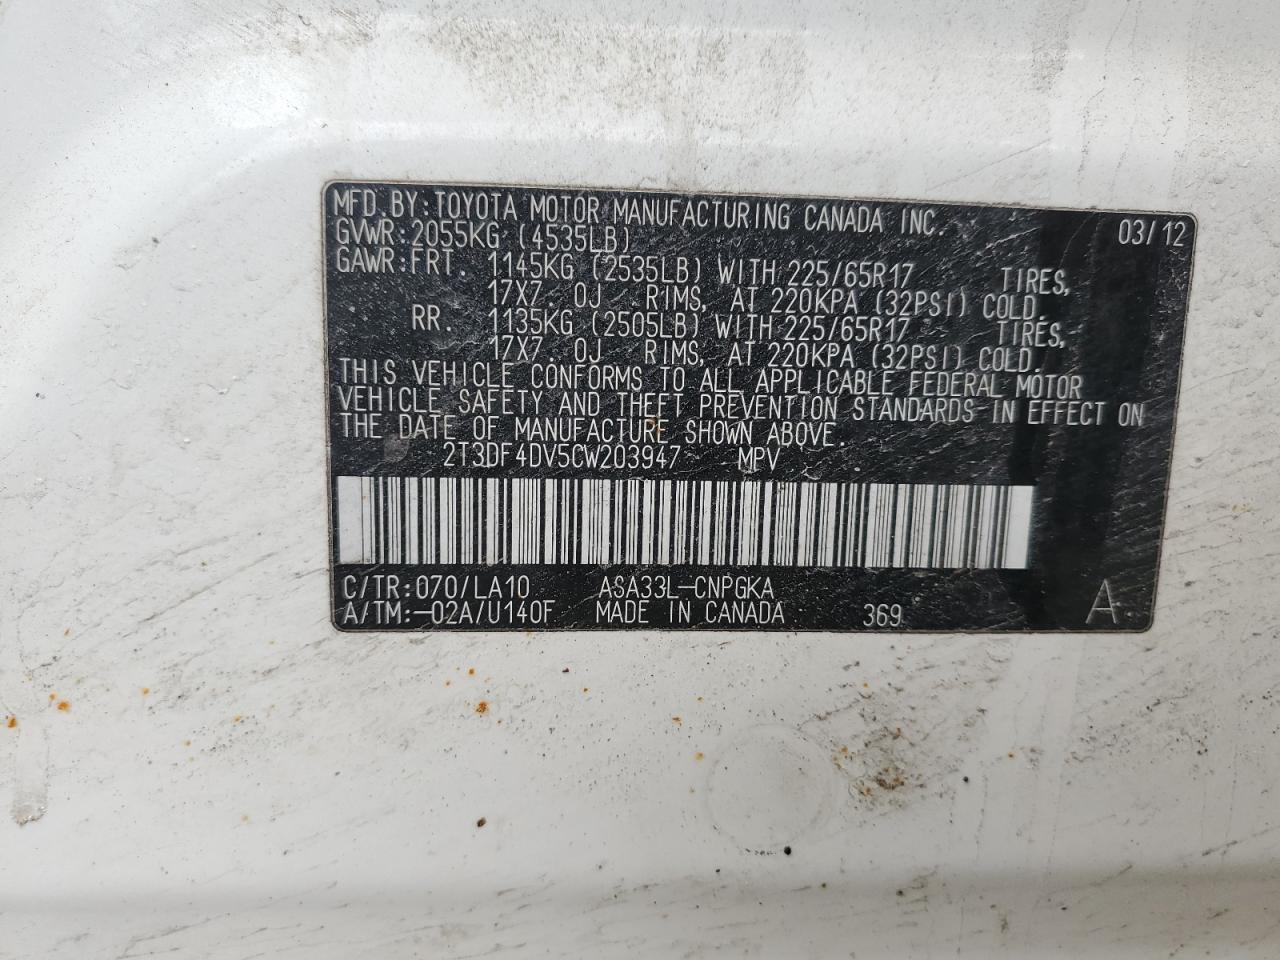 MFD. BY: TOYOTA MOTOR MANUFACTURING CANADA INC. 03/12
GVWR: 2055KG (4535LB)
GAWR: FRT. 1145KG (2535LB) WITH 225/65R17 TIRES,
17X7.0J RIMS, AT 220KPA (32PSI) COLD.
RR. 1135KG (2505LB) WITH 225/65R17 TIRES,
17X7.0J RIMS, AT 220KPA (32PSI) COLD.
THIS VEHICLE CONFORMS TO ALL APPLICABLE FEDERAL MOTOR
VEHICLE SAFETY AND THEFT PREVENTION STANDARDS IN EFFECT ON
THE DATE OF MANUFACTURE SHOWN ABOVE.
2T3DF4DV5CW203947 MPV
C/TR: 070/LA10 ASA33L-CNPGKA
A/TM: -02A/U140F MADE IN CANADA 369 A